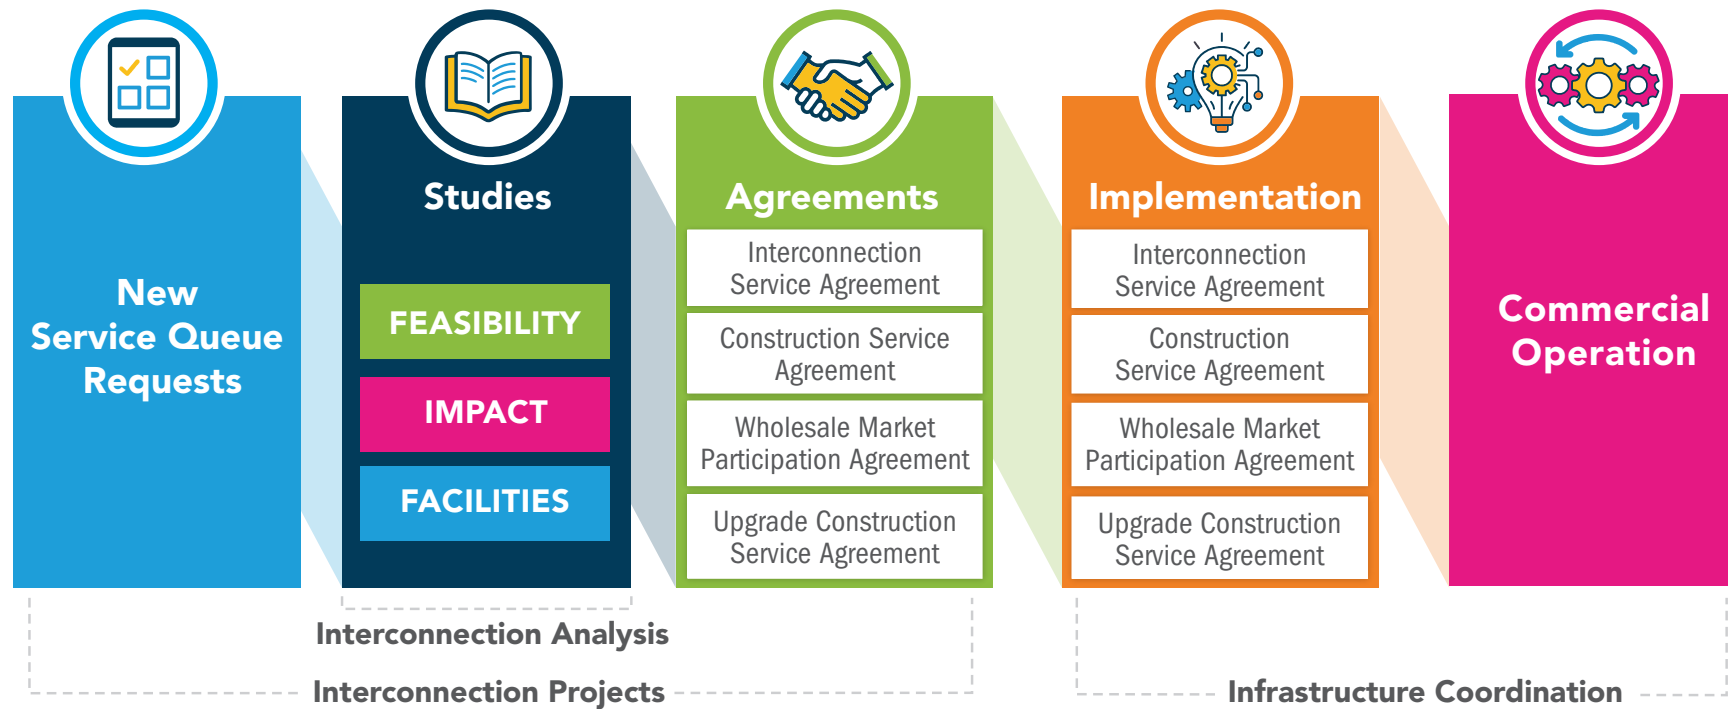 New
Service Queue
Requests
Studies
FEASIBILITY
IMPACT
FACILITIES
Agreements
Interconnection
Service Agreement
Construction Service
Agreement
Wholesale Market
Participation Agreement
Upgrade Construction
Service Agreement
Implementation
Interconnection
Service Agreement
Construction
Service Agreement
Wholesale Market
Participation Agreement
Upgrade Construction
Service Agreement
Commercial
Operation
Interconnection Analysis
Interconnection Projects
Infrastructure Coordination